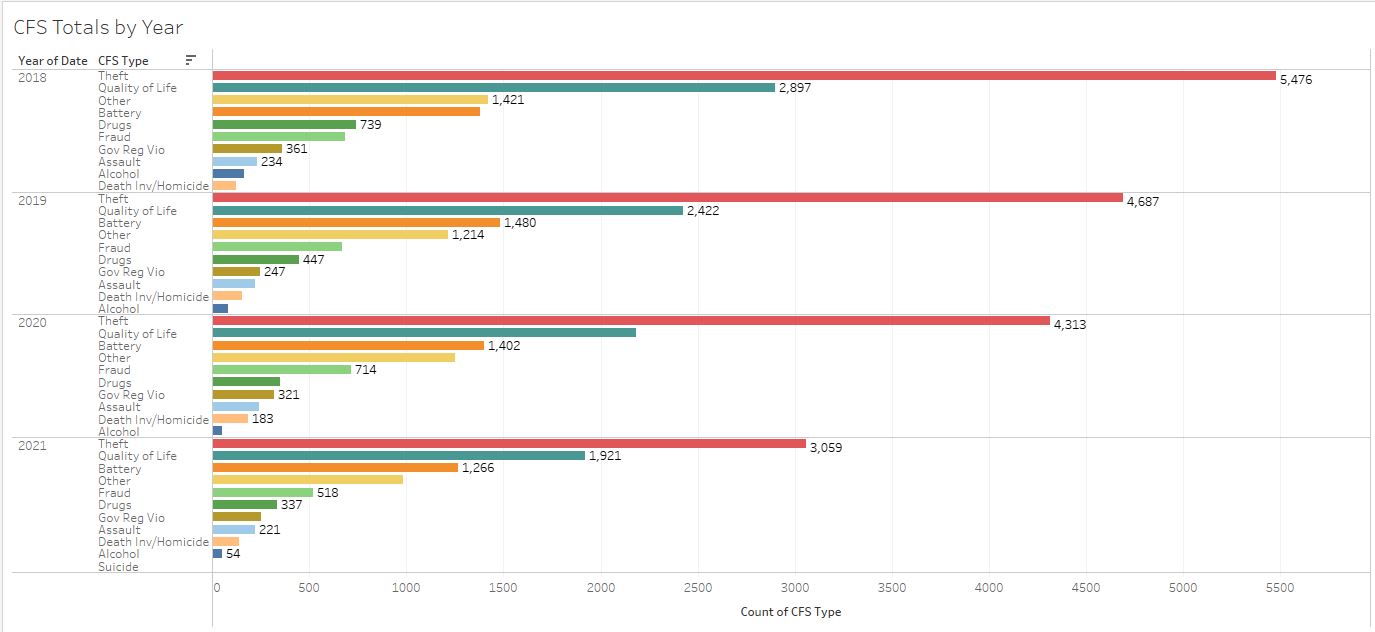 CFS Totals by Year
Year of Date CFS Type
2018 Theft 5,476
Quality of Life 2,897
Other 1,421
Battery
Drugs 739
Fraud
Gov Reg Vio 361
Assault 234
Alcohol
Death Inv/Homicide
2019 Theft 4,687
Quality of Life 2,422
Battery 1,480
Other 1,214
Fraud
Drugs 447
Gov Reg Vio 247
Assault
Death Inv/Homicide
Alcohol
2020 Theft 4,313
Quality of Life
Battery 1,402
Other
Fraud 714
Drugs
Gov Reg Vio 321
Assault
Death Inv/Homicide 183
Alcohol
2021 Theft 3,059
Quality of Life 1,921
Battery 1,266
Other
Fraud 518
Drugs 337
Gov Reg Vio
Assault 221
Death Inv/Homicide
Alcohol 54
Suicide
0 500 1000 1500 2000 2500 3000 3500 4000 4500 5000 5500
Count of CFS Type